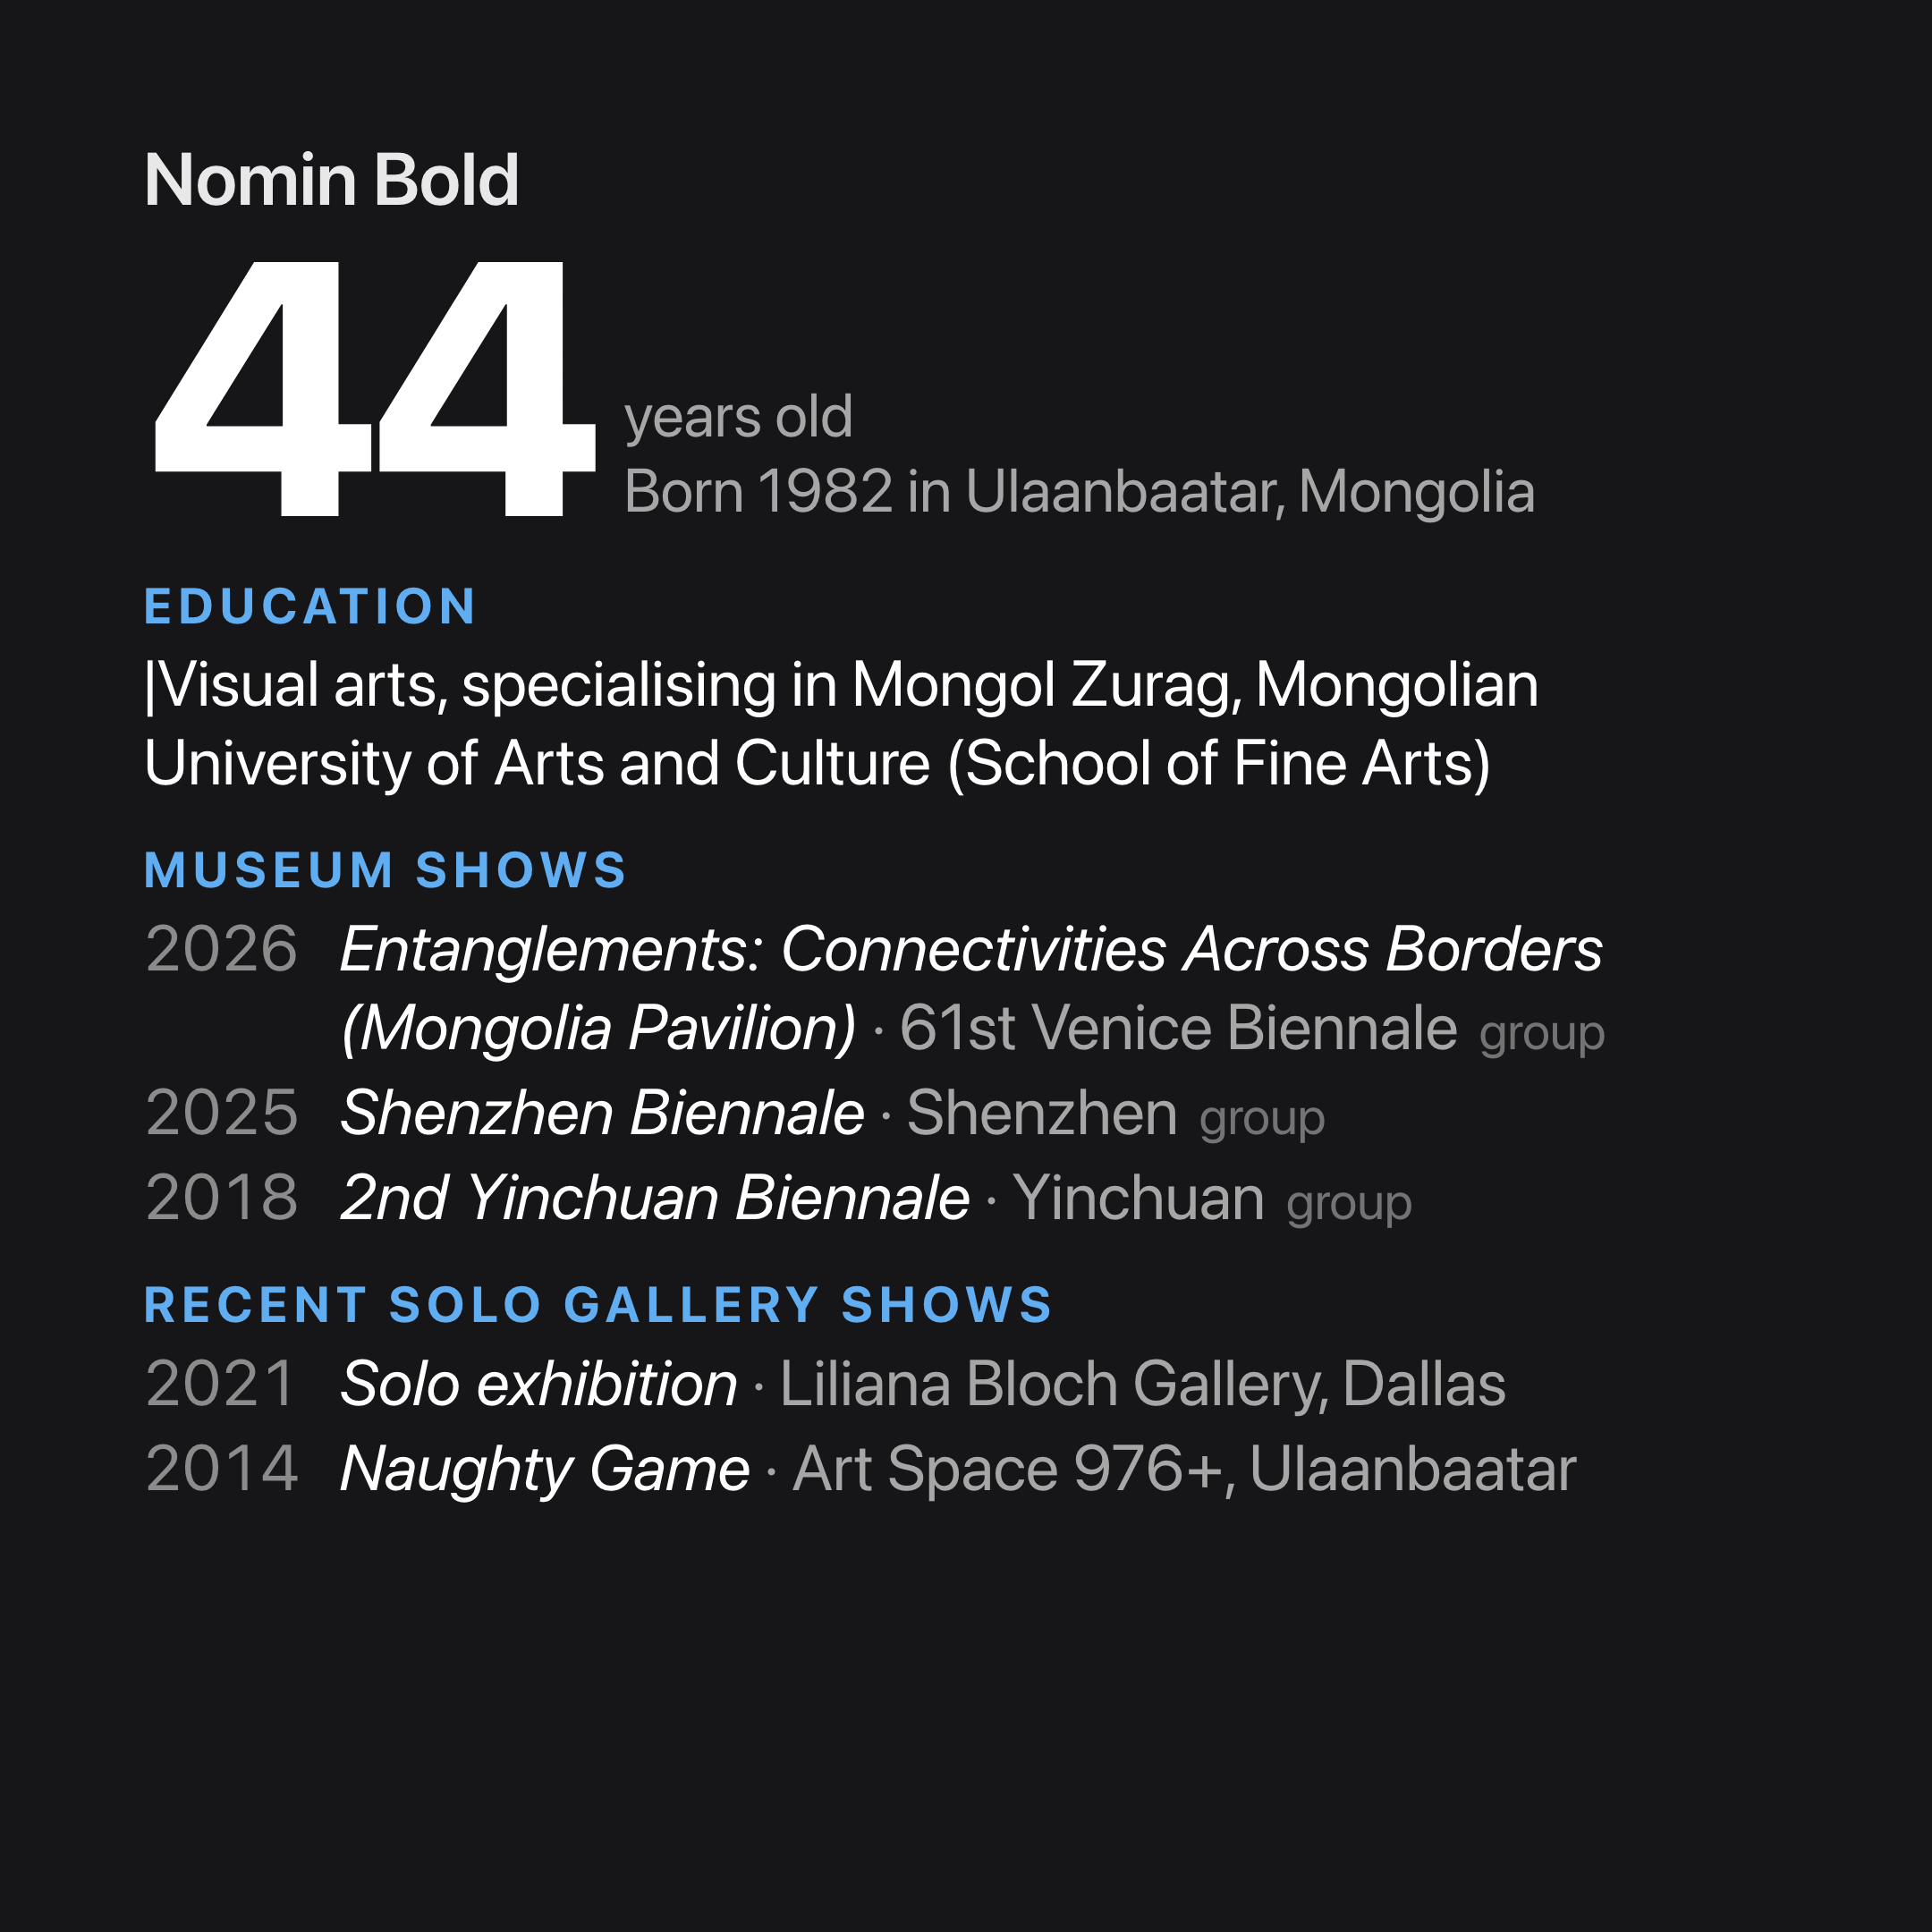 Nomin Bold
44
years old
Born 1982 in Ulaanbaatar, Mongolia
EDUCATION
|Visual arts, specialising in Mongol Zurag, Mongolian
University of Arts and Culture (School of Fine Arts)
MUSEUM SHOWS
2026 Entanglements: Connectivities Across Borders
(Mongolia Pavilion) · 61st Venice Biennale group
2025 Shenzhen Biennale · Shenzhen group
2018 2nd Yinchuan Biennale · Yinchuan group
RECENT SOLO GALLERY SHOWS
2021 Solo exhibition · Liliana Bloch Gallery, Dallas
2014 Naughty Game · Art Space 976+, Ulaanbaatar